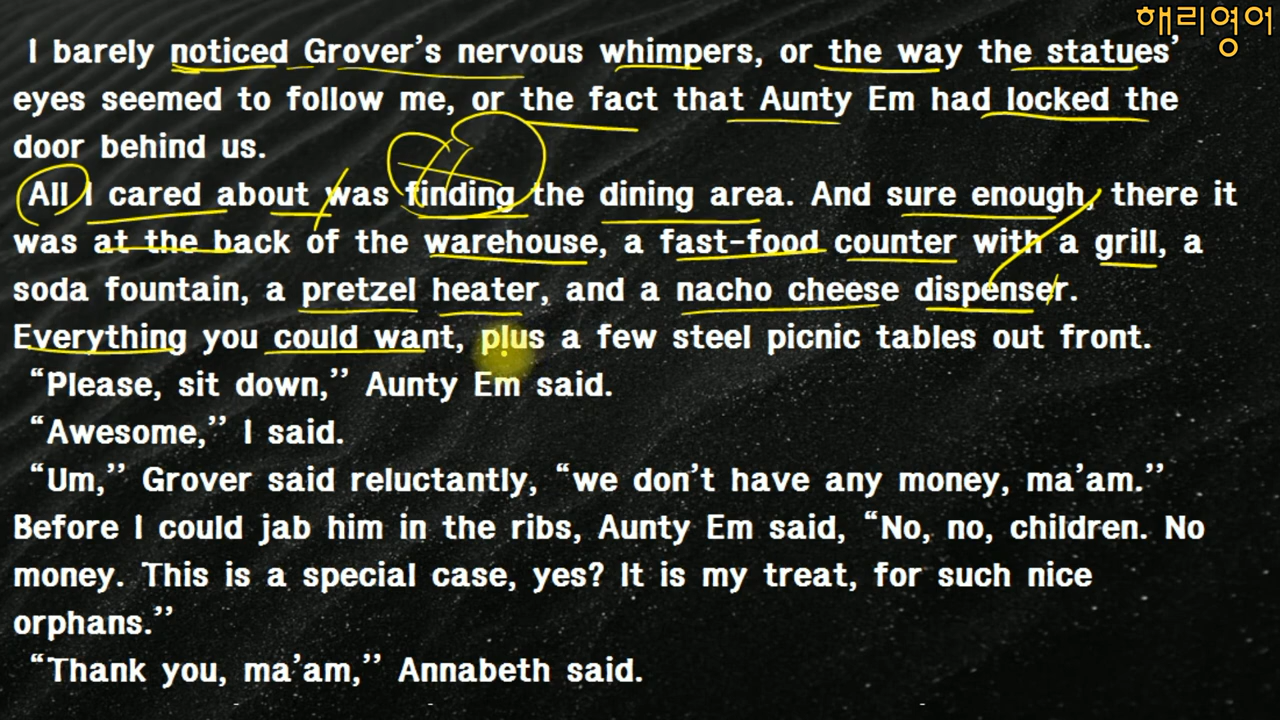 해리영어
I barely noticed Grover’s nervous whimpers, or the way the statues’
eyes seemed to follow me, or the fact that Aunty Em had locked the
door behind us.
All I cared about was finding the dining area. And sure enough, there it
was at the back of the warehouse, a fast-food counter with a grill, a
soda fountain, a pretzel heater, and a nacho cheese dispenser.
Everything you could want, plus a few steel picnic tables out front.
“Please, sit down,’’ Aunty Em said.
“Awesome,’’ I said.
“Um,’’ Grover said reluctantly, “we don’t have any money, ma’am.’’
Before I could jab him in the ribs, Aunty Em said, “No, no, children. No
money. This is a special case, yes? It is my treat, for such nice
orphans.’’
“Thank you, ma’am,’’ Annabeth said.